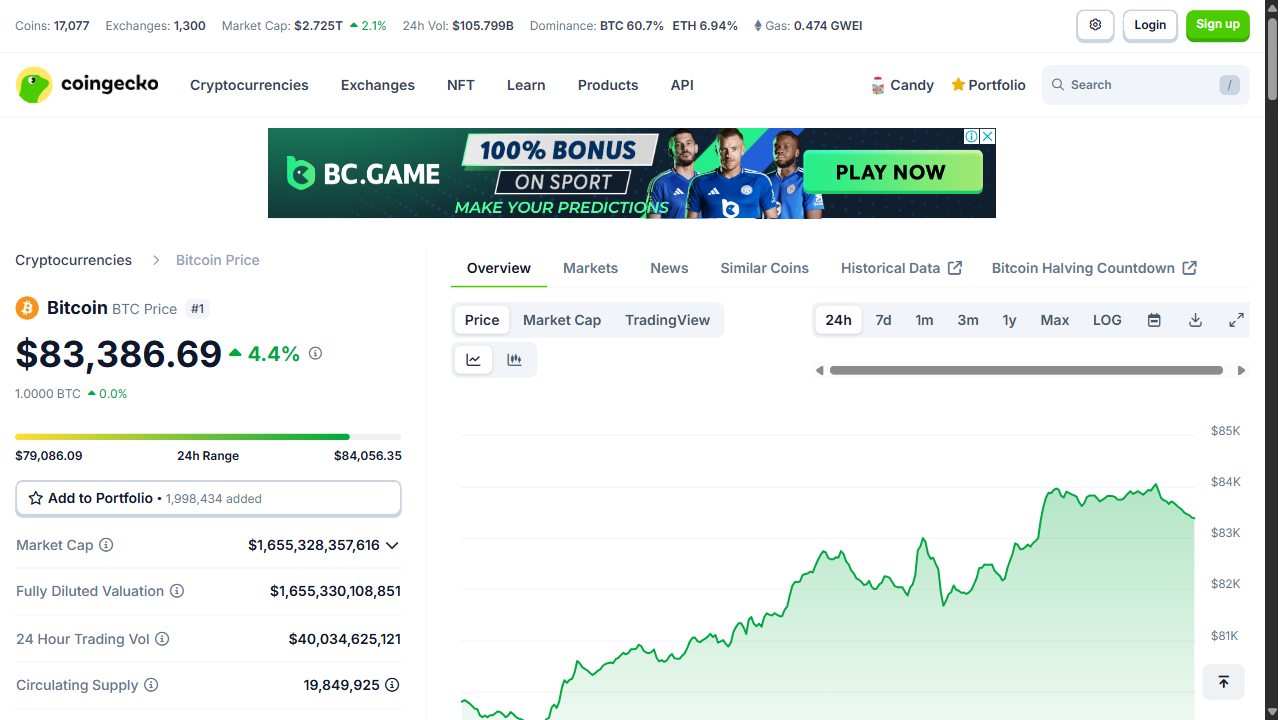 Coins: 17,077 Exchanges: 1,300 Market Cap: $2.725T 2.1% 24h Vol: $105.799B Dominance: BTC 60.7% ETH 6.94% Gas: 0.474 GWEI
Login
Sign up
coingecko
Cryptocurrencies Exchanges NFT Learn Products API
Candy Portfolio
Search /
BC.GAME
100% BONUS
ON SPORT
MAKE YOUR PREDICTIONS
PLAY NOW
Cryptocurrencies Bitcoin Price
Bitcoin BTC Price #1
$83,386.69 4.4%
1.0000 BTC 0.0%
$79,086.09 24h Range $84,056.35
Add to Portfolio • 1,998,434 added
Market Cap $1,655,328,357,616
Fully Diluted Valuation $1,655,330,108,851
24 Hour Trading Vol $40,034,625,121
Circulating Supply 19,849,925
Overview Markets News Similar Coins Historical Data Bitcoin Halving Countdown
Price Market Cap TradingView
24h 7d 1m 3m 1y Max LOG
$85K
$84K
$83K
$82K
$81K